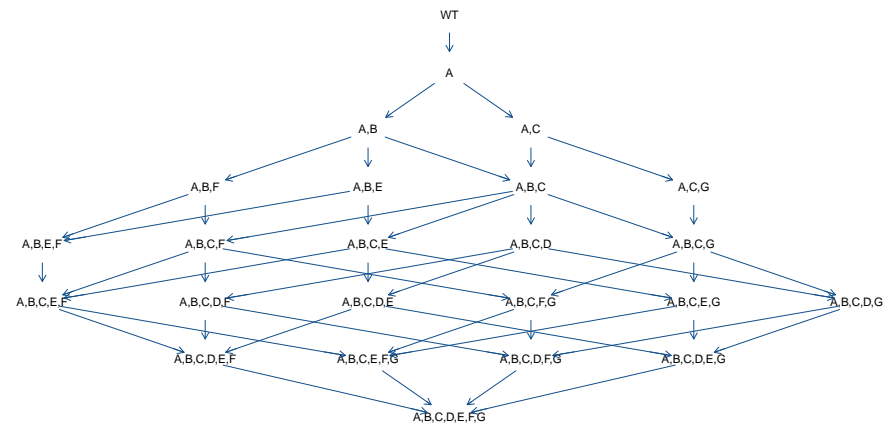 WT
A
A,B A,C
A,B,F A,B,E A,B,C A,C,G
A,B,E,F A,B,C,F A,B,C,E A,B,C,D A,B,C,G
A,B,C,E,F A,B,C,D,F A,B,C,D,E A,B,C,F,G A,B,C,E,G A,B,C,D,G
A,B,C,D,E,F A,B,C,E,F,G A,B,C,D,F,G A,B,C,D,E,G
A,B,C,D,E,F,G